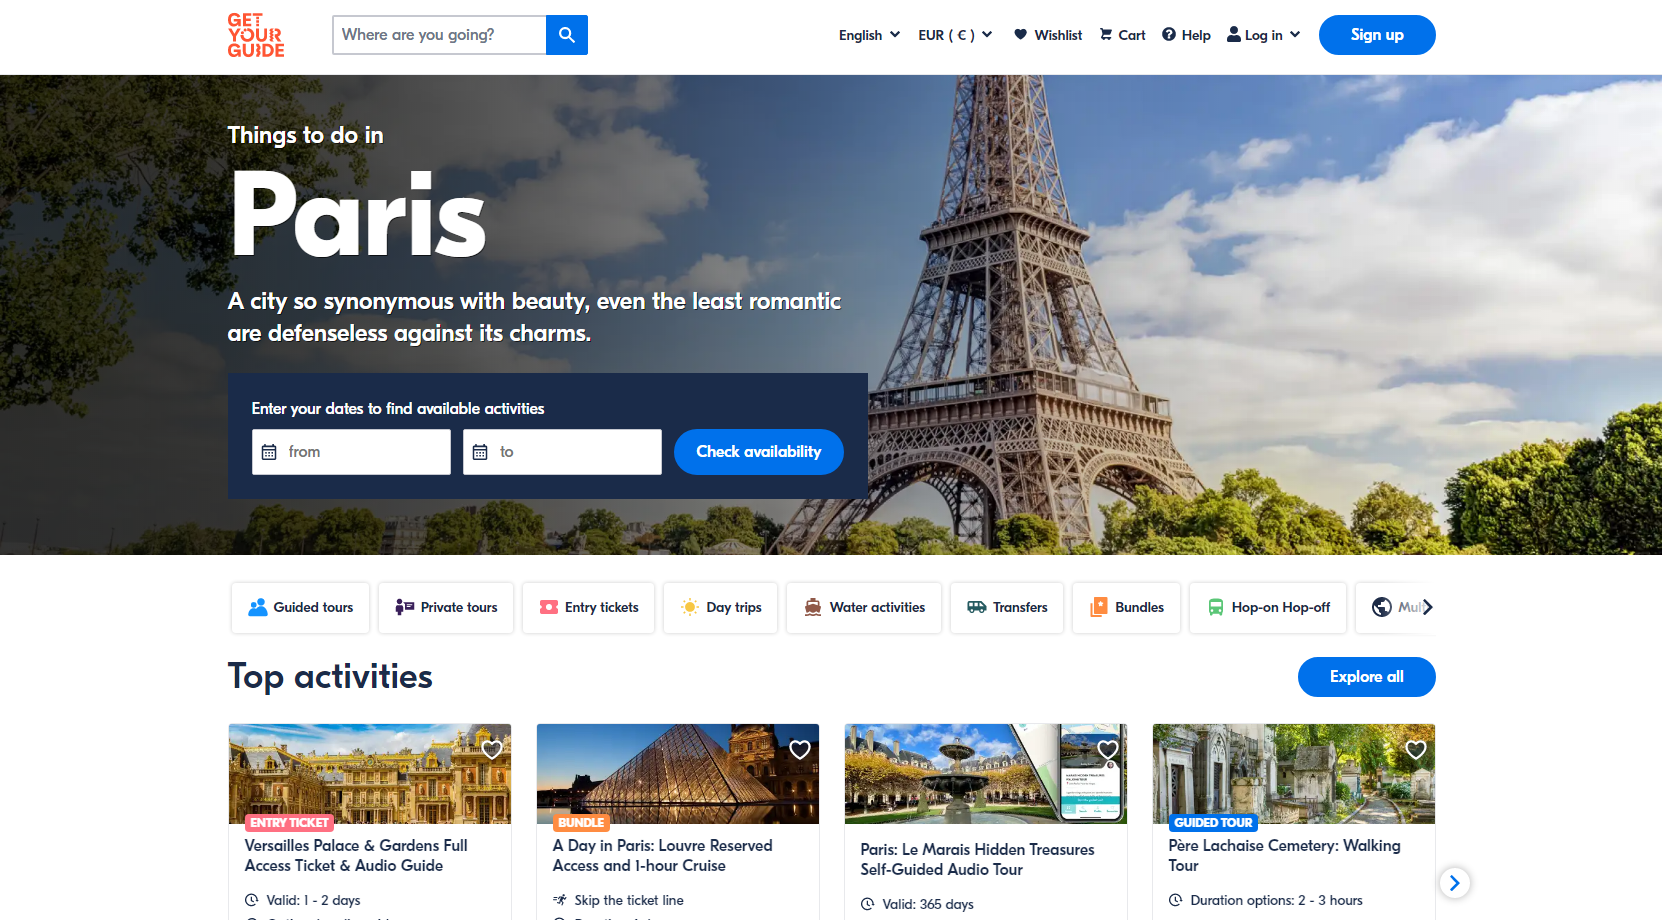 GET
YOUR
GUIDE
Where are you going?
English
EUR ( € )
Wishlist
Cart
Help
Log in
Sign up
Things to do in
Paris
A city so synonymous with beauty, even the least romantic
are defenseless against its charms.
Enter your dates to find available activities
from
to
Check availability
Guided tours
Private tours
Entry tickets
Day trips
Water activities
Transfers
Bundles
Hop-on Hop-off
Top activities
Explore all
ENTRY TICKET
Versailles Palace & Gardens Full
Access Ticket & Audio Guide
Valid: 1 - 2 days
BUNDLE
A Day in Paris: Louvre Reserved
Access and 1-hour Cruise
Skip the ticket line
Paris: Le Marais Hidden Treasures
Self-Guided Audio Tour
Valid: 365 days
GUIDED TOUR
Père Lachaise Cemetery: Walking
Tour
Duration options: 2 - 3 hours